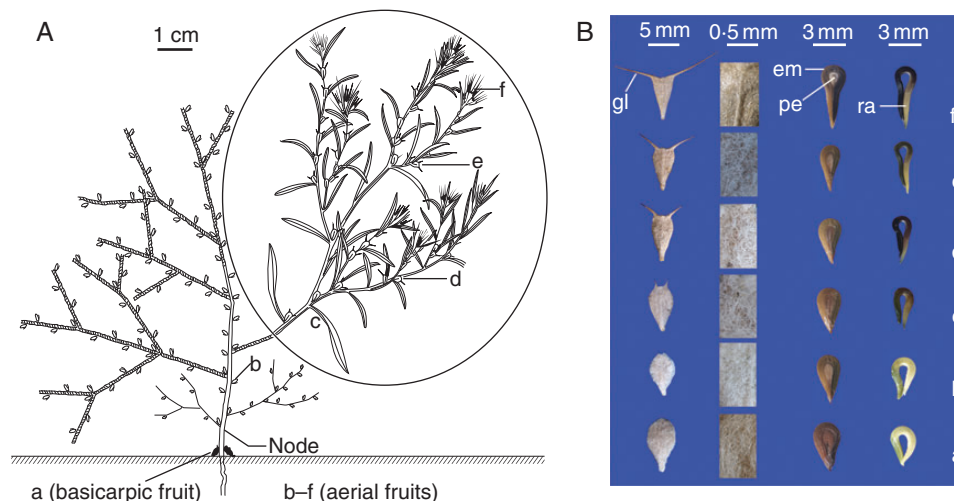 A
1 cm
f
e
d
c
b
Node
a (basicarpic fruit)
b–f (aerial fruits)
B
5 mm
0·5 mm
3 mm
3 mm
gl
em
pe
ra
f